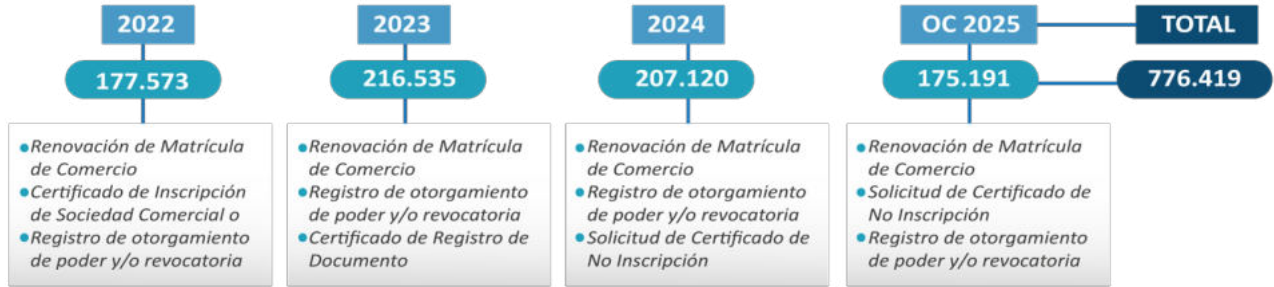 2022
2023
2024
OC 2025
TOTAL
177.573
216.535
207.120
175.191
776.419
Renovación de Matrícula
de Comercio
Certificado de Inscripción
de Sociedad Comercial o
Registro de otorgamiento
de poder y/o revocatoria
Renovación de Matrícula
de Comercio
Registro de otorgamiento
de poder y/o revocatoria
Certificado de Registro de
Documento
Renovación de Matrícula
de Comercio
Registro de otorgamiento
de poder y/o revocatoria
Solicitud de Certificado de
No Inscripción
Renovación de Matrícula
de Comercio
Solicitud de Certificado de
No Inscripción
Registro de otorgamiento
de poder y/o revocatoria